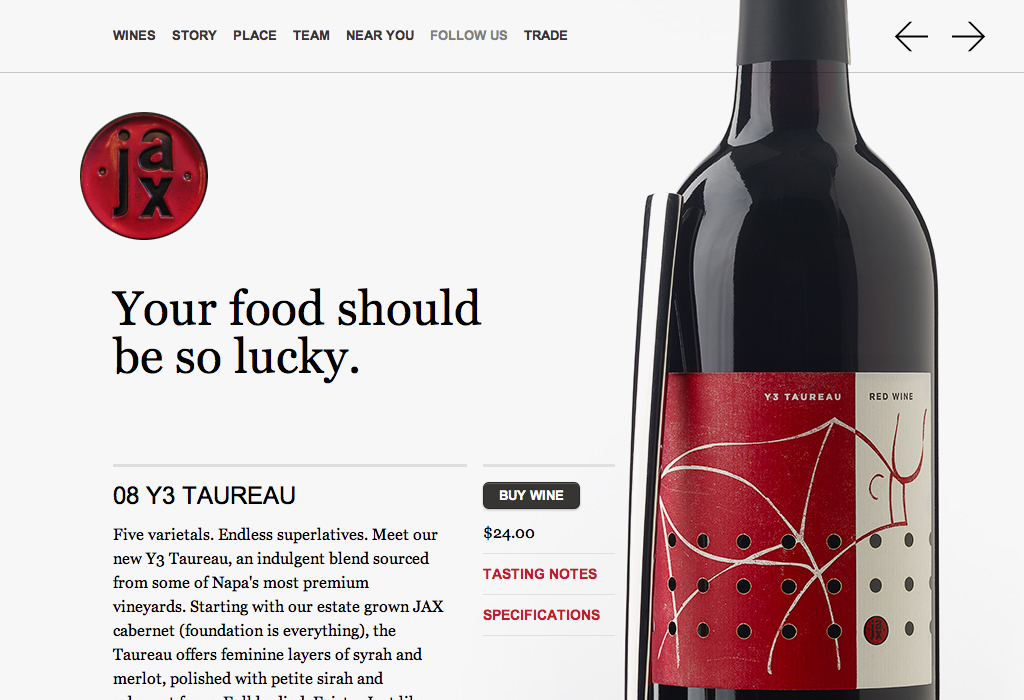 WINES STORY PLACE TEAM NEAR YOU FOLLOW US TRADE
jax
Your food should
be so lucky.
08 Y3 TAUREAU
Five varietals. Endless superlatives. Meet our
new Y3 Taureau, an indulgent blend sourced
from some of Napa's most premium
vineyards. Starting with our estate grown JAX
cabernet (foundation is everything), the
Taureau offers feminine layers of syrah and
merlot, polished with petite sirah and
BUY WINE
$24.00
TASTING NOTES
SPECIFICATIONS
Y3 TAUREAU
RED WINE
jax